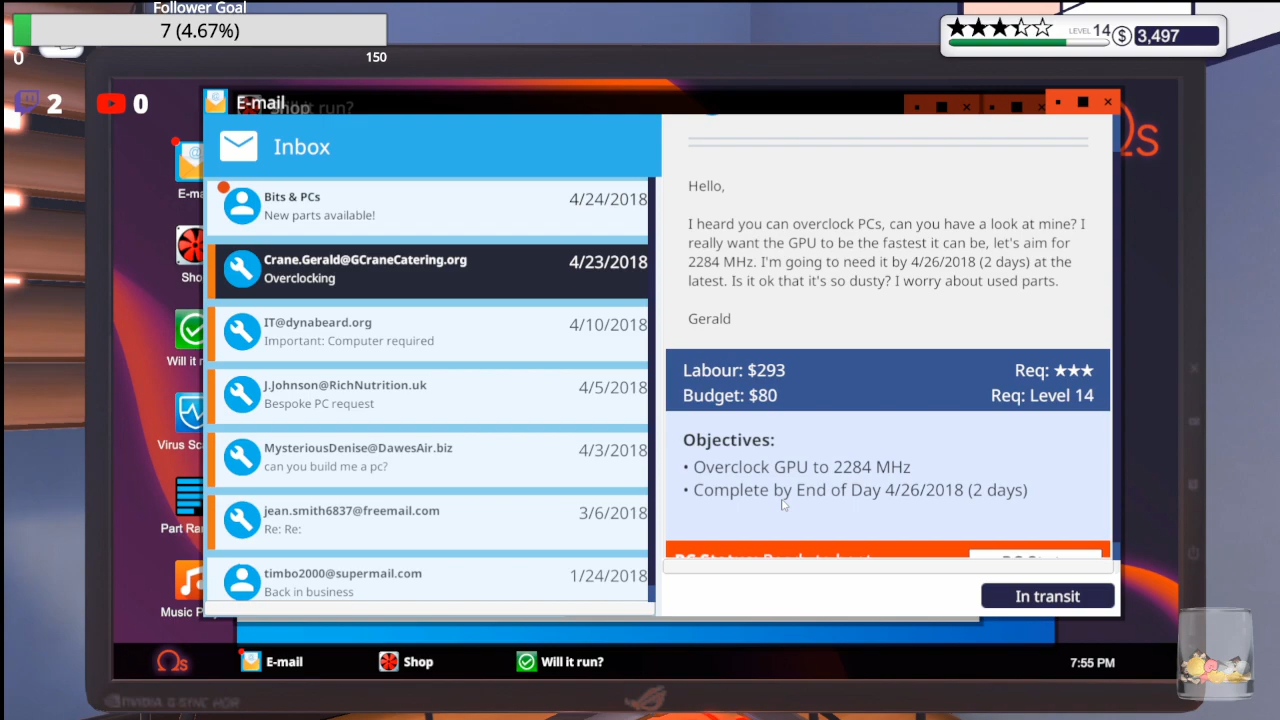 Follower Goal
7 (4.67%)
0
150
LEVEL 14
$ 3,497
2
0
E-mail
Inbox
Bits & PCs
4/24/2018
New parts available!
Crane.Gerald@GCraneCatering.org
4/23/2018
Overclocking
IT@dynabeard.org
4/10/2018
Important: Computer required
J.Johnson@RichNutrition.uk
4/5/2018
Bespoke PC request
MysteriousDenise@DawesAir.biz
4/3/2018
can you build me a pc?
jean.smith6837@freemail.com
3/6/2018
Re: Re:
timbo2000@supermail.com
1/24/2018
Back in business
Hello,
I heard you can overclock PCs, can you have a look at mine? I
really want the GPU to be the fastest it can be, let's aim for
2284 MHz. I'm going to need it by 4/26/2018 (2 days) at the
latest. Is it ok that it's so dusty? I worry about used parts.
Gerald
Labour: $293
Req: ★★★
Budget: $80
Req: Level 14
Objectives:
• Overclock GPU to 2284 MHz
• Complete by End of Day 4/26/2018 (2 days)
In transit
E-m
Sho
Will it r
Virus Sc
Part Ra
Music P
E-mail
Shop
Will it run?
7:55 PM